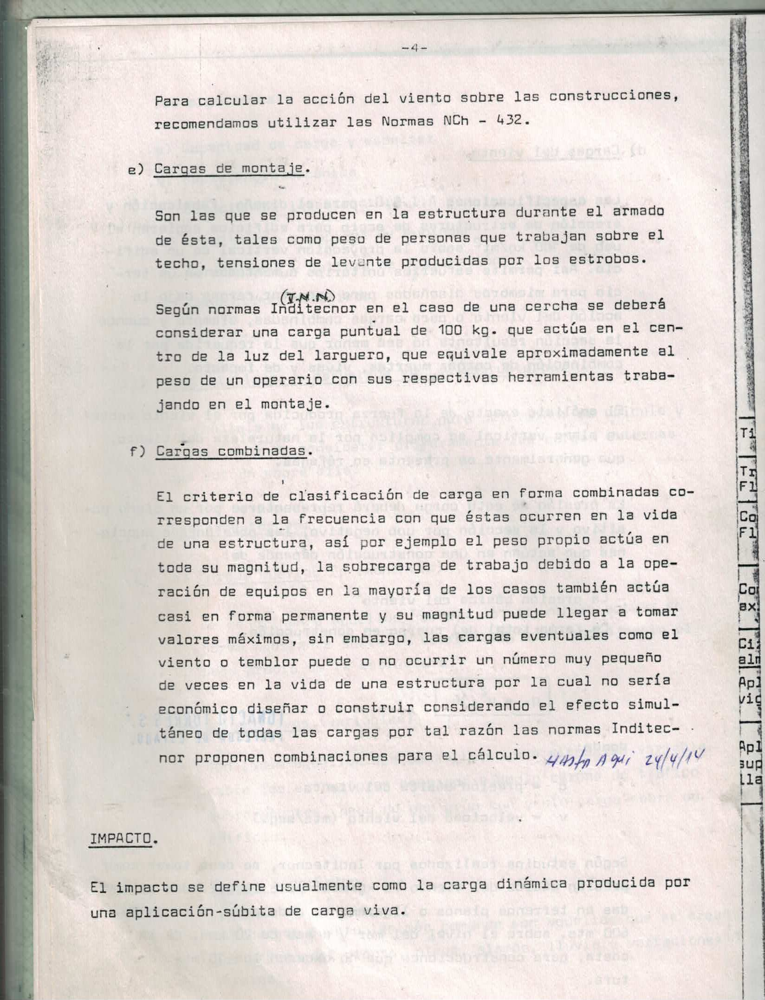 -4-
Para calcular la acción del viento sobre las construcciones,
recomendamos utilizar las Normas NCh - 432.
e) Cargas de montaje.
Son las que se producen en la estructura durante el armado
de ésta, tales como peso de personas que trabajan sobre el
techo, tensiones de levante producidas por los estrobos.
(I.N.N.)
Según normas Inditecnor en el caso de una cercha se deberá
considerar una carga puntual de 100 kg. que actúa en el cen-
tro de la luz del larguero, que equivale aproximadamente al
peso de un operario con sus respectivas herramientas traba-
jando en el montaje.
f) Cargas combinadas.
El criterio de clasificación de carga en forma combinadas co-
rresponden a la frecuencia con que éstas ocurren en la vida
de una estructura, así por ejemplo el peso propio actúa en
toda su magnitud, la sobrecarga de trabajo debido a la ope-
ración de equipos en la mayoría de los casos también actúa
casi en forma permanente y su magnitud puede llegar a tomar
valores máximos, sin embargo, las cargas eventuales como el
viento o temblor puede o no ocurrir un número muy pequeño
de veces en la vida de una estructura por la cual no sería
económico diseñar o construir considerando el efecto simul-
táneo de todas las cargas por tal razón las normas Inditec-
nor proponen combinaciones para el cálculo. Hasta Aqui 24/4/14
IMPACTO.
El impacto se define usualmente como la carga dinámica producida por
una aplicación-súbita de carga viva.
Ti
Tr
Fl
Co
Fl
Co
ax
Ci
alm
Apl
vig
Apl
sup
lla